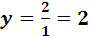 y = 2/1 = 2